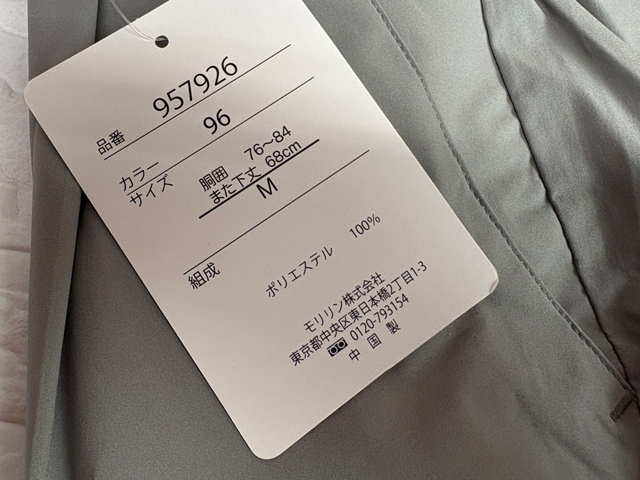 品番 957926
カラー 96
サイズ 胴囲 76~84
また下丈 68cm
M
組成 ポリエステル 100%
モリリン株式会社
東京都中央区東日本橋2丁目1-3
0120-793154
中国製